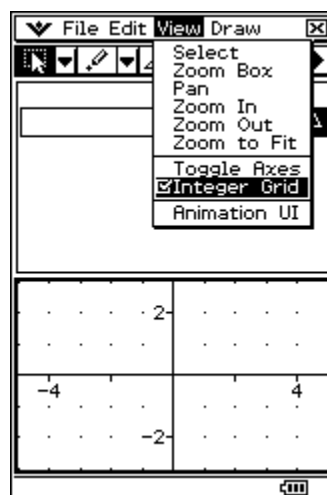 File Edit View Draw
Select
Zoom Box
Pan
Zoom In
Zoom Out
Zoom to Fit
Toggle Axes
Integer Grid
Animation UI
2
-4 4
-2